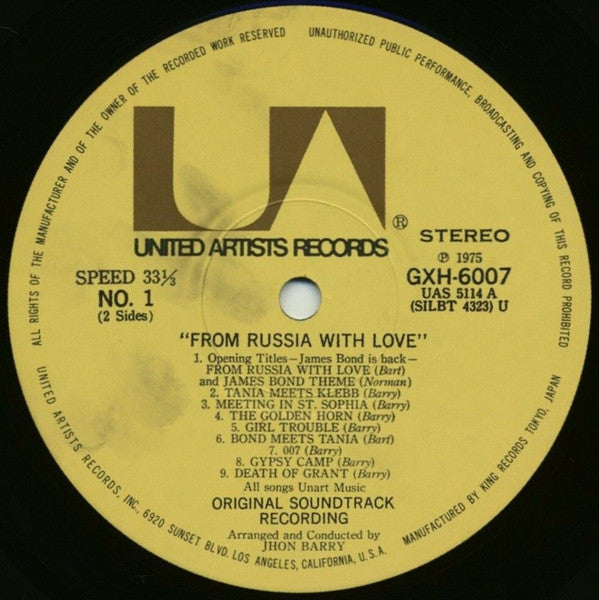 ALL RIGHTS OF THE MANUFACTURER AND OF THE OWNER OF THE RECORDED WORK RESERVED
UNAUTHORIZED PUBLIC PERFORMANCE, BROADCASTING AND COPYING OF THIS RECORD PROHIBITED
UA
®
UNITED ARTISTS RECORDS
STEREO
SPEED 33⅓
NO. 1
(2 Sides)
Ⓟ 1975
GXH-6007
UAS 5114 A
(SILBT 4323) U
"FROM RUSSIA WITH LOVE"
1. Opening Titles—James Bond is back—
FROM RUSSIA WITH LOVE (Bart)
and JAMES BOND THEME (Norman)
2. TANIA MEETS KLEBB (Barry)
3. MEETING IN ST. SOPHIA (Barry)
4. THE GOLDEN HORN (Barry)
5. GIRL TROUBLE (Barry)
6. BOND MEETS TANIA (Bart)
7. 007 (Barry)
8. GYPSY CAMP (Barry)
9. DEATH OF GRANT (Barry)
All songs Unart Music
ORIGINAL SOUNDTRACK
RECORDING
Arranged and Conducted by
JHON BARRY
UNITED ARTISTS RECORDS, INC., 6920 SUNSET BLVD. LOS ANGELES, CALIFORNIA, U.S.A.
MANUFACTURED BY KING RECORDS TOKYO, JAPAN